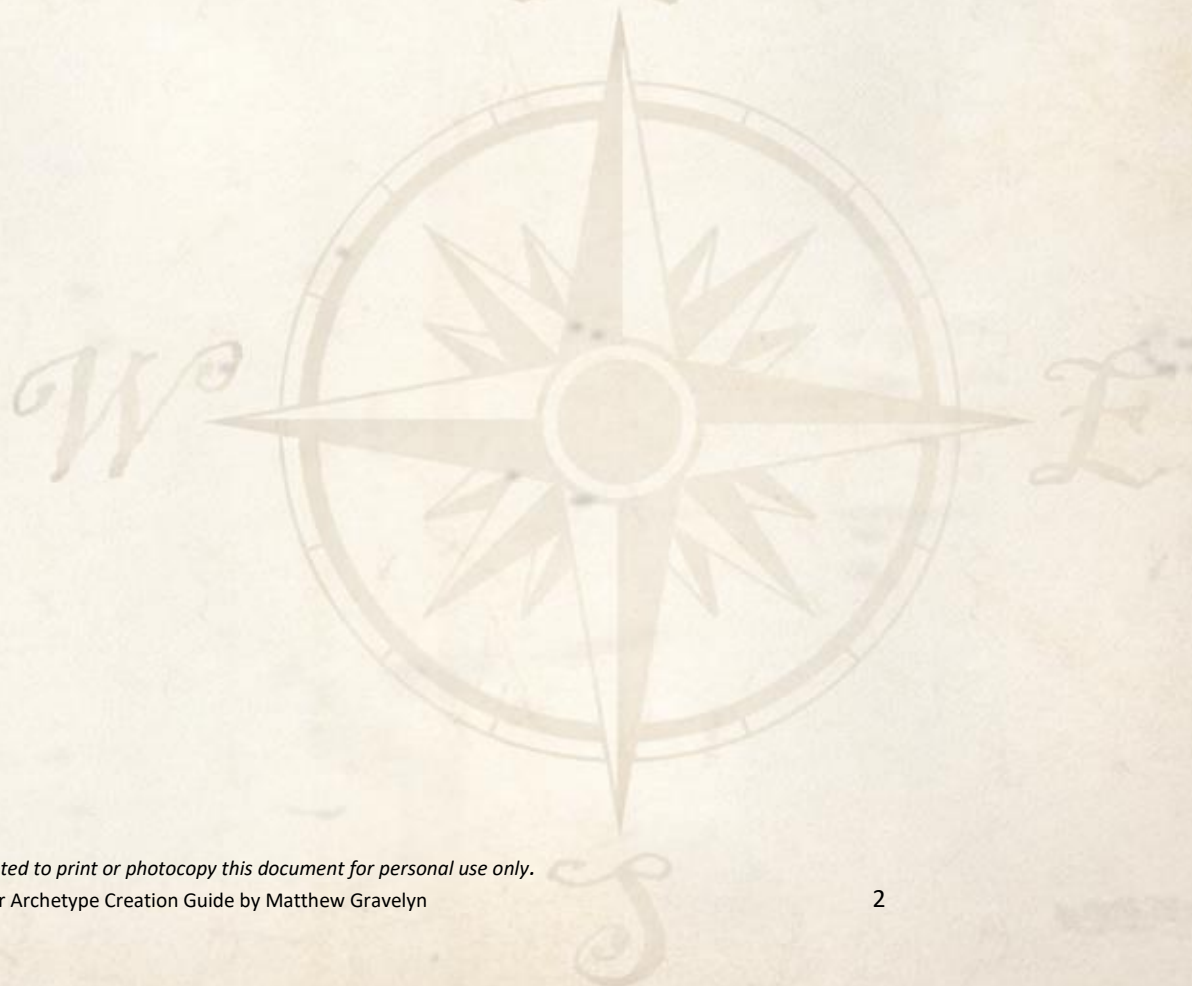 W
E
ted to print or photocopy this document for personal use only.
r Archetype Creation Guide by Matthew Gravelyn
2
S